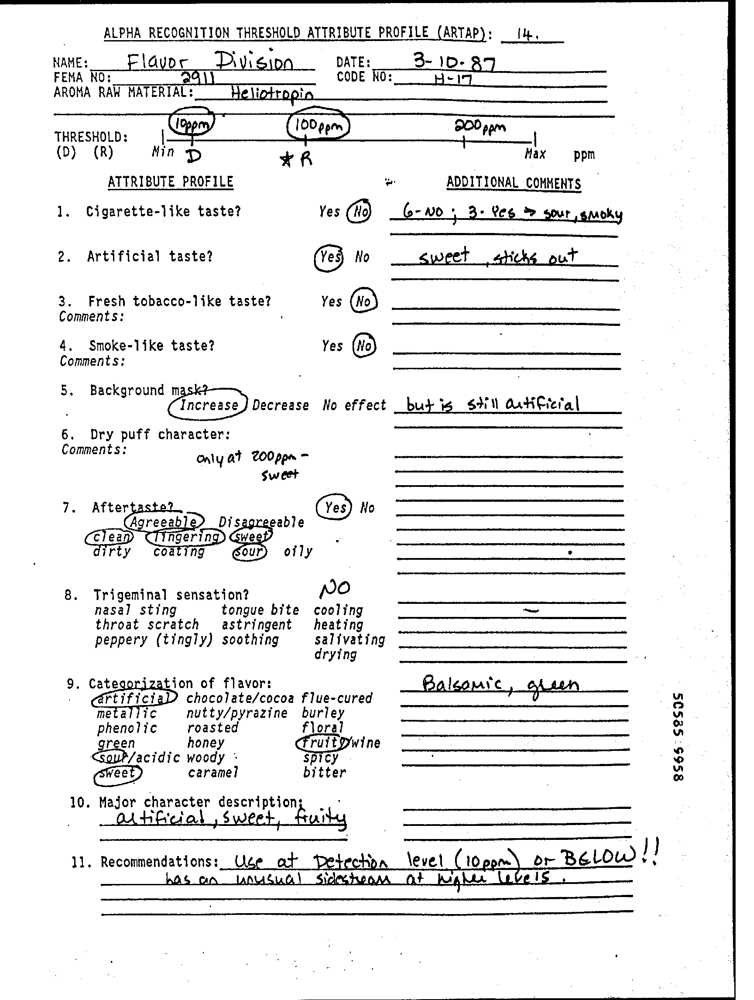 ALPHA RECOGNITION THRESHOLD ATTRIBUTE PROFILE (ARTAP): 14.
NAME: Flavor Division DATE: 3-10-87
FEMA NO: 2911 CODE NO: H-17
AROMA RAW MATERIAL: Heliotropin
10ppm 100ppm 200ppm
THRESHOLD:
(D) (R) Min D * R Max ppm
ATTRIBUTE PROFILE ADDITIONAL COMMENTS
1. Cigarette-like taste? Yes No 6-NO ; 3-Yes → sour, smoky
2. Artificial taste? Yes No sweet, sticks out
3. Fresh tobacco-like taste? Yes No
Comments:
4. Smoke-like taste? Yes No
Comments:
5. Background mask?
Increase Decrease No effect but is still artificial
6. Dry puff character:
Comments: only at 200ppm -
sweet
7. Aftertaste? Yes No
Agreeable Disagreeable
clean lingering sweet
dirty coating sour oily
8. Trigeminal sensation? NO
nasal sting tongue bite cooling –
throat scratch astringent heating
peppery (tingly) soothing salivating
drying
9. Categorization of flavor: Balsamic, green
artificial chocolate/cocoa flue-cured
metallic nutty/pyrazine burley
phenolic roasted floral
green honey fruity/wine
sour/acidic woody spicy
sweet caramel bitter
10. Major character description:
artificial, sweet, fruity
11. Recommendations: Use at Detection level (10ppm) or BELOW!!
has an unusual sidestream at higher levels.
50585 9958